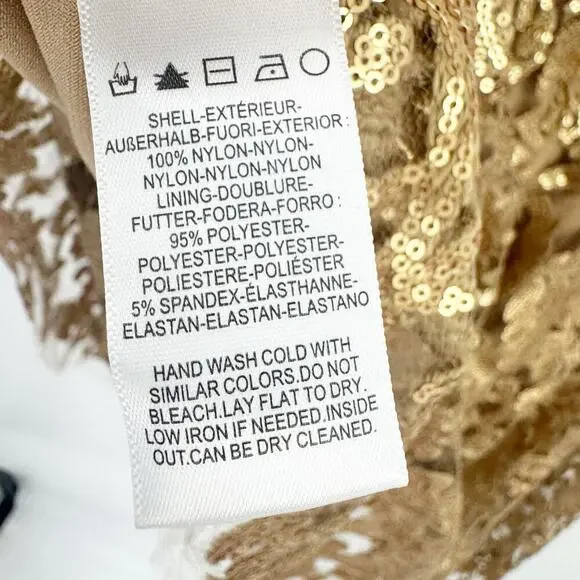 SHELL-EXTÉRIEUR-
AUßERHALB-FUORI-EXTERIOR:
100% NYLON-NYLON-
NYLON-NYLON-NYLON
LINING-DOUBLURE-
FUTTER-FODERA-FORRO:
95% POLYESTER-
POLYESTER-POLYESTER-
POLIESTERE-POLIÉSTER
5% SPANDEX-ÉLASTHANNE-
ELASTAN-ELASTAN-ELASTANO
HAND WASH COLD WITH
SIMILAR COLORS.DO NOT
BLEACH.LAY FLAT TO DRY.
LOW IRON IF NEEDED.INSIDE
OUT.CAN BE DRY CLEANED.